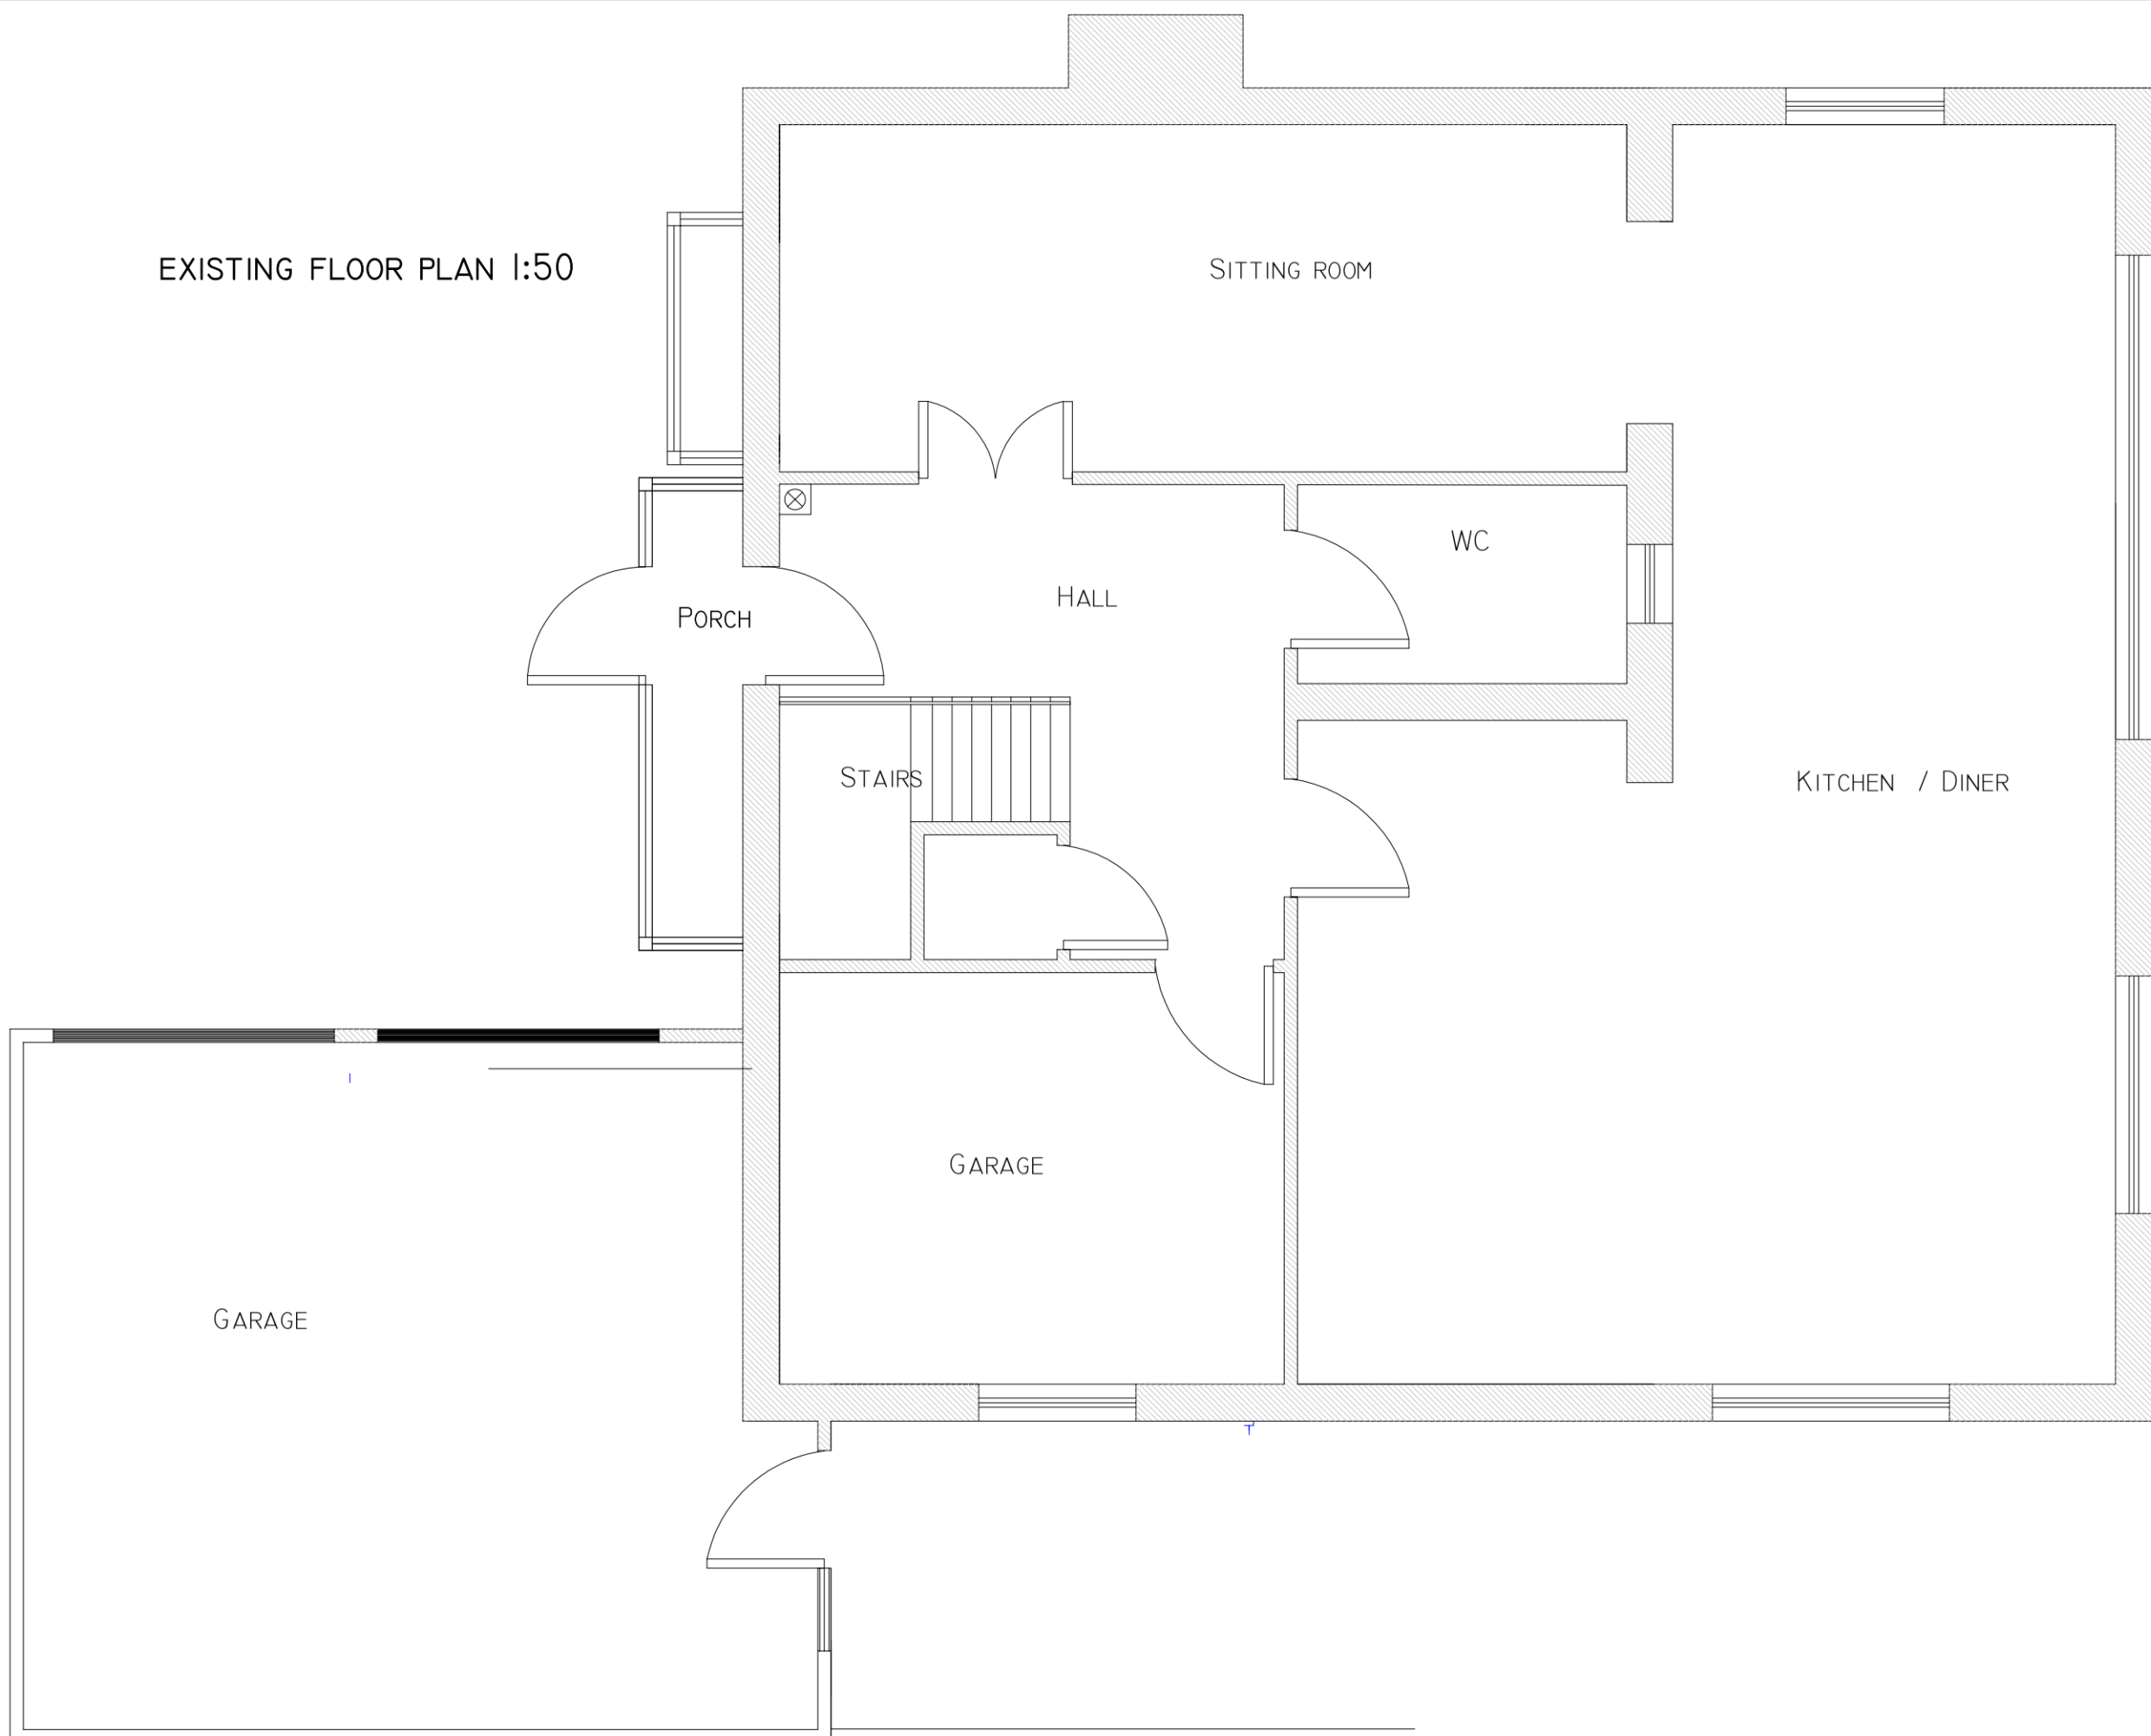 EXISTING FLOOR PLAN 1:50
SITTING ROOM
WC
HALL
PORCH
STAIRS
KITCHEN / DINER
GARAGE
GARAGE